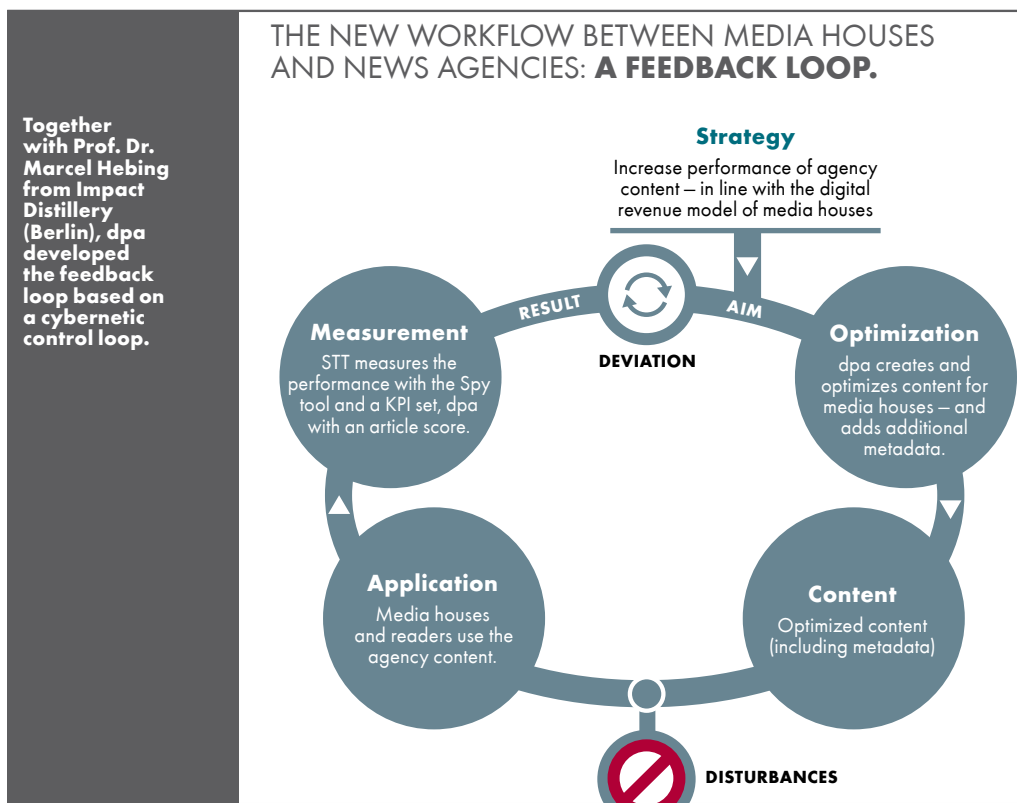 THE NEW WORKFLOW BETWEEN MEDIA HOUSES
AND NEWS AGENCIES: A FEEDBACK LOOP.
Together
with Prof. Dr.
Marcel Hebing
from Impact
Distillery
(Berlin), dpa
developed
the feedback
loop based on
a cybernetic
control loop.
Strategy
Increase performance of agency
content – in line with the digital
revenue model of media houses
RESULT
AIM
DEVIATION
Measurement
STT measures the
performance with the Spy
tool and a KPI set, dpa
with an article score.
Optimization
dpa creates and
optimizes content for
media houses – and
adds additional
metadata.
Application
Media houses
and readers use the
agency content.
Content
Optimized content
(including metadata)
DISTURBANCES